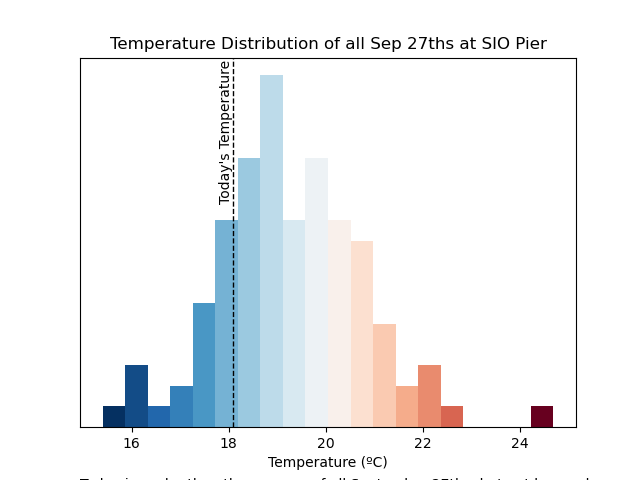 Temperature Distribution of all Sep 27ths at SIO Pier
Today's Temperature
16 18 20 22 24
Temperature (ºC)